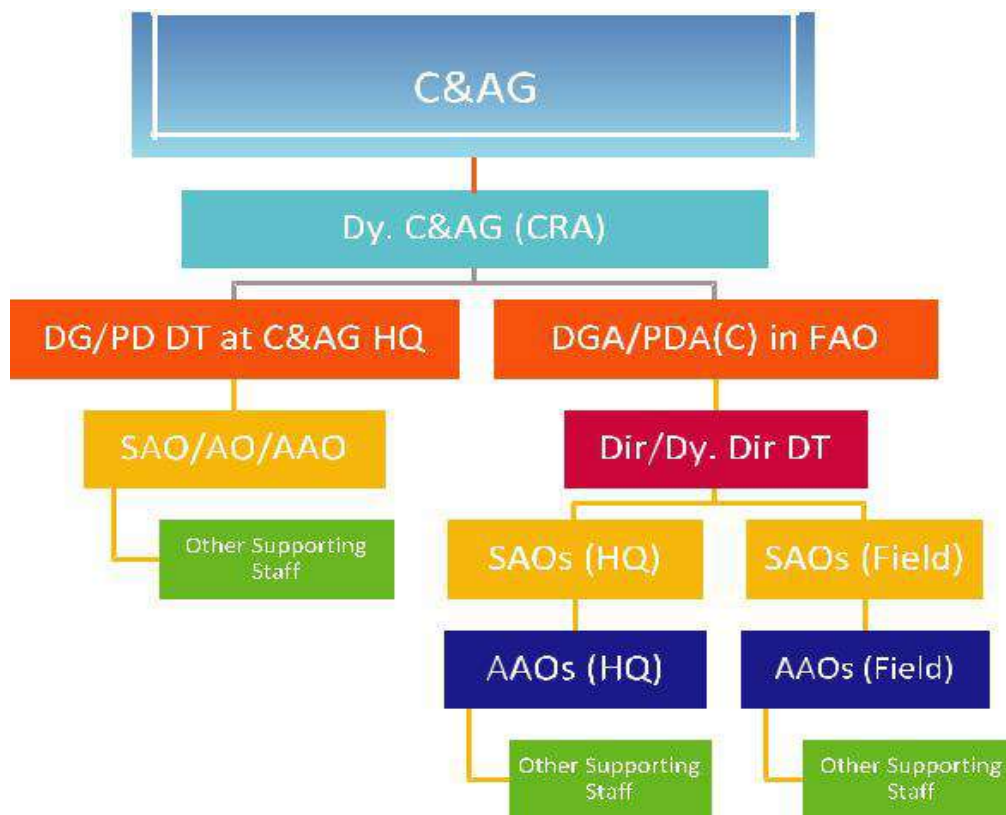 C&AG
Dy. C&AG (CRA)
DG/PD DT at C&AG HQ
DGA/PDA(C) in FAO
SAO/AO/AAO
Dir/Dy. Dir DT
Other Supporting
Staff
SAOs (HQ)
SAOs (Field)
AAOs (HQ)
AAOs (Field)
Other Supporting
Staff
Other Supporting
Staff